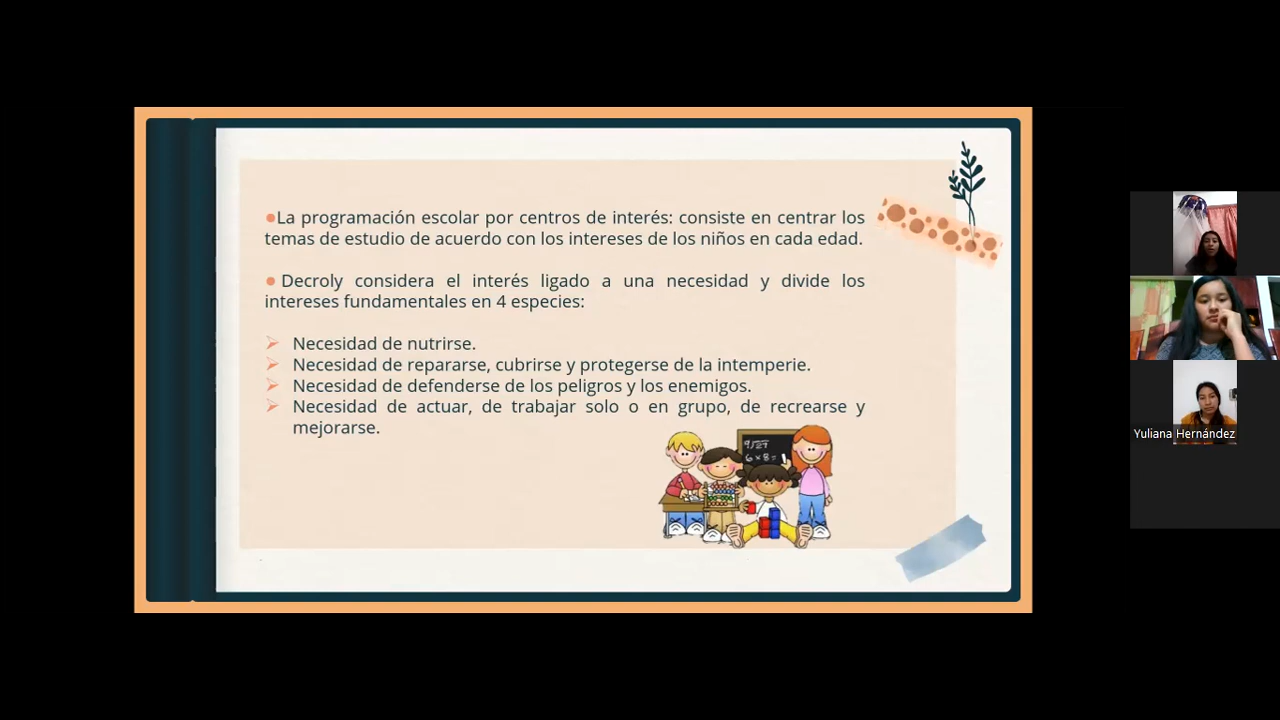 ●La programación escolar por centros de interés: consiste en centrar los
temas de estudio de acuerdo con los intereses de los niños en cada edad.
● Decroly considera el interés ligado a una necesidad y divide los
intereses fundamentales en 4 especies:
➢ Necesidad de nutrirse.
➢ Necesidad de repararse, cubrirse y protegerse de la intemperie.
➢ Necesidad de defenderse de los peligros y los enemigos.
➢ Necesidad de actuar, de trabajar solo o en grupo, de recrearse y
mejorarse.
6 x 8 =
Yuliana Hernández